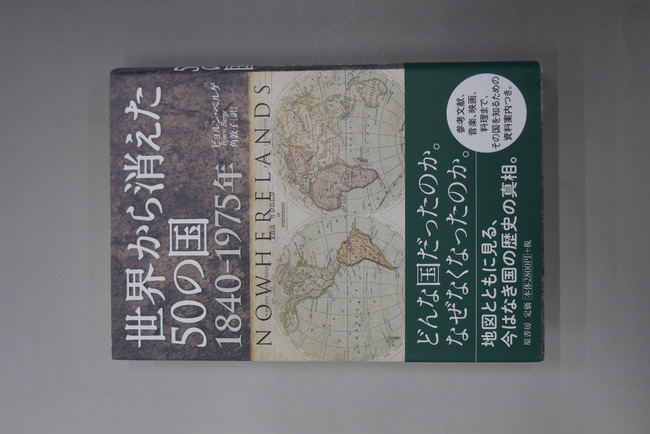 世界から消えた
50の国
1840-1975年
ビョルン・ベルゲ
Bjørn Berge
角敦子[訳]
NOWHERELANDS
どんな国だったのか。
なぜなくなったのか。
地図とともに見る、
今はなき国の歴史の真相。
原書房 定価[本体2800円]+税
参考文献、
音楽、映画、
料理まで、
その国を知るための
資料案内つき。